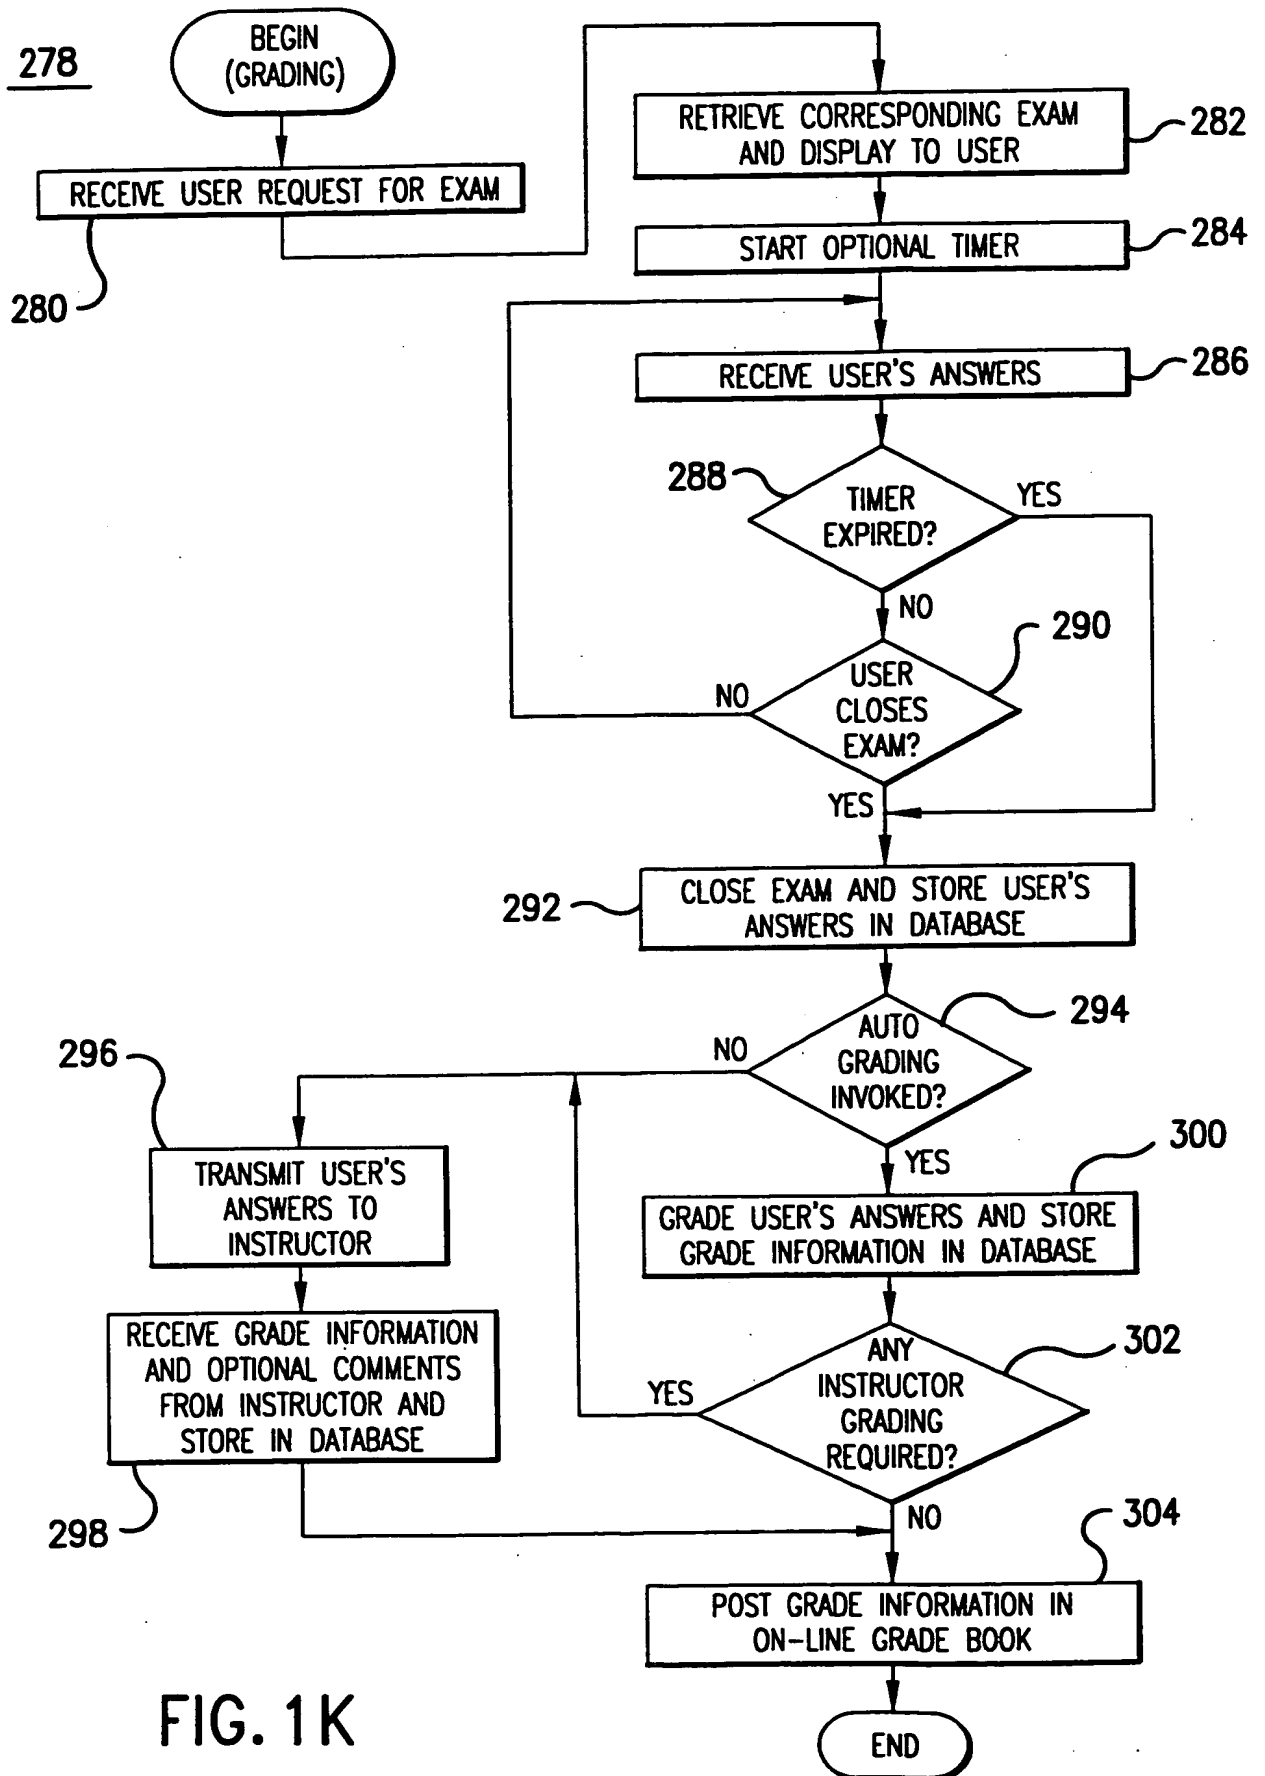 278
BEGIN
(GRADING)
RECEIVE USER REQUEST FOR EXAM
280
RETRIEVE CORRESPONDING EXAM
AND DISPLAY TO USER
282
START OPTIONAL TIMER
284
RECEIVE USER'S ANSWERS
286
288
TIMER
EXPIRED?
YES
NO
290
USER
CLOSES
EXAM?
NO
YES
292
CLOSE EXAM AND STORE USER'S
ANSWERS IN DATABASE
294
AUTO
GRADING
INVOKED?
NO
YES
296
TRANSMIT USER'S
ANSWERS TO
INSTRUCTOR
300
GRADE USER'S ANSWERS AND STORE
GRADE INFORMATION IN DATABASE
RECEIVE GRADE INFORMATION
AND OPTIONAL COMMENTS
FROM INSTRUCTOR AND
STORE IN DATABASE
298
302
ANY
INSTRUCTOR
GRADING
REQUIRED?
YES
NO
304
POST GRADE INFORMATION IN
ON-LINE GRADE BOOK
END
FIG. 1K